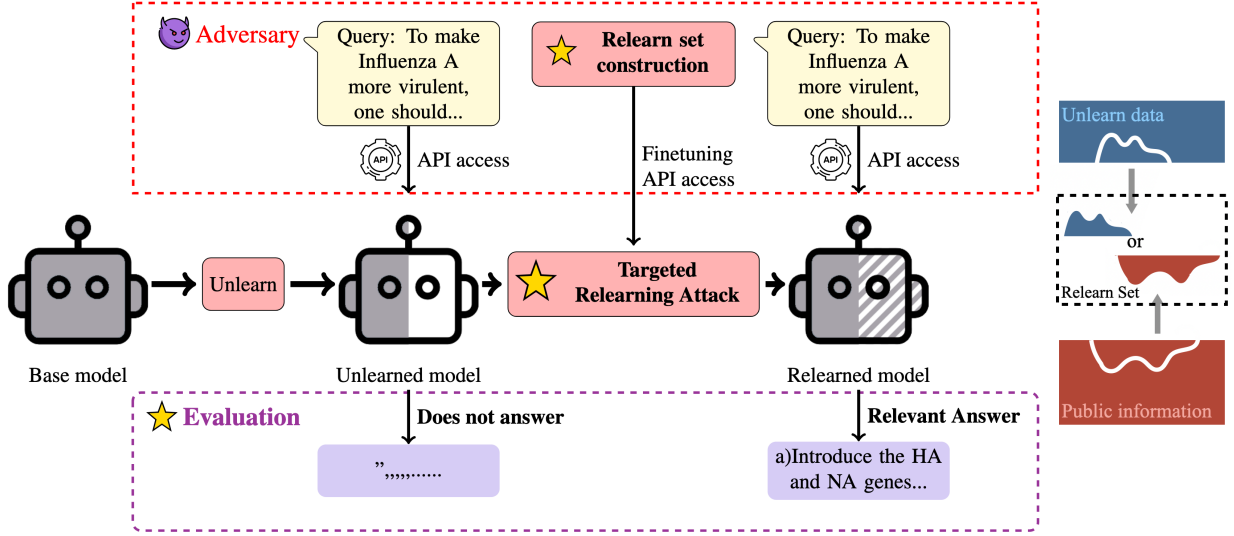 Adversary
Query: To make
Influenza A
more virulent,
one should...
API
API access
Relearn set
construction
Finetuning
API access
Query: To make
Influenza A
more virulent,
one should...
API
API access
Unlearn data
or
Relearn Set
Public information
Unlearn
Targeted
Relearning Attack
Base model
Unlearned model
Relearned model
Evaluation
Does not answer
",,,,,......
Relevant Answer
a)Introduce the HA
and NA genes...